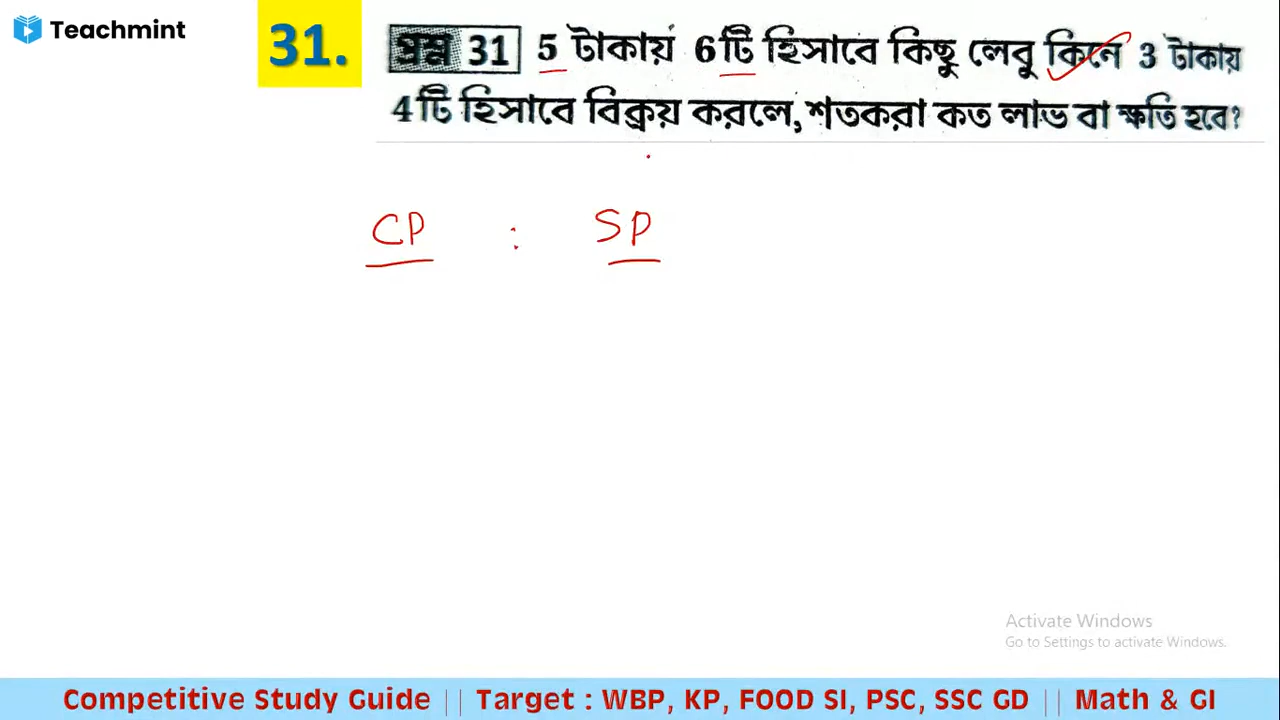 Teachmint
31. প্রশ্ন 31 5 টাকায় 6টি হিসাবে কিছু লেবু কিনে 3 টাকায়
4টি হিসাবে বিক্রয় করলে, শতকরা কত লাভ বা ক্ষতি হবে?
CP : SP
Activate Windows
Go to Settings to activate Windows.
Competitive Study Guide || Target : WBP, KP, FOOD SI, PSC, SSC GD || Math & GI